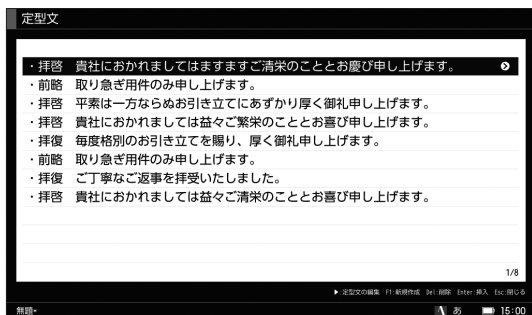 定型文
・拝啓　貴社におかれましてはますますご清栄のこととお慶び申し上げます。
・前略　取り急ぎ用件のみ申し上げます。
・拝啓　平素は一方ならぬお引き立てにあずかり厚く御礼申し上げます。
・拝啓　貴社におかれましては益々ご繁栄のこととお喜び申し上げます。
・拝復　毎度格別のお引き立てを賜り、厚く御礼申し上げます。
・前略　取り急ぎ用件のみ申し上げます。
・拝復　ご丁寧なご返事を拝受いたしました。
・拝啓　貴社におかれましては益々ご清栄のこととお喜び申し上げます。
1/8
▶:定型文の編集 F1:新規作成 Del:削除 Enter:挿入 Esc:閉じる
無題* A あ 15:00